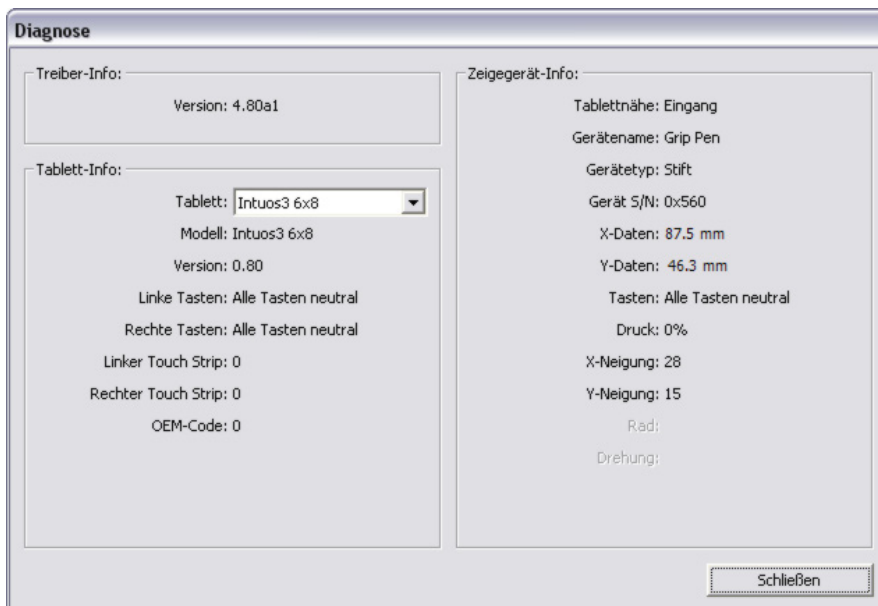 Diagnose
Treiber-Info:
Version: 4.80a1
Tablett-Info:
Tablett: Intuos3 6x8
Modell: Intuos3 6x8
Version: 0.80
Linke Tasten: Alle Tasten neutral
Rechte Tasten: Alle Tasten neutral
Linker Touch Strip: 0
Rechter Touch Strip: 0
OEM-Code: 0
Zeigegerät-Info:
Tablettnähe: Eingang
Gerätename: Grip Pen
Gerätetyp: Stift
Gerät S/N: 0x560
X-Daten: 87.5 mm
Y-Daten: 46.3 mm
Tasten: Alle Tasten neutral
Druck: 0%
X-Neigung: 28
Y-Neigung: 15
Rad:
Drehung:
Schließen